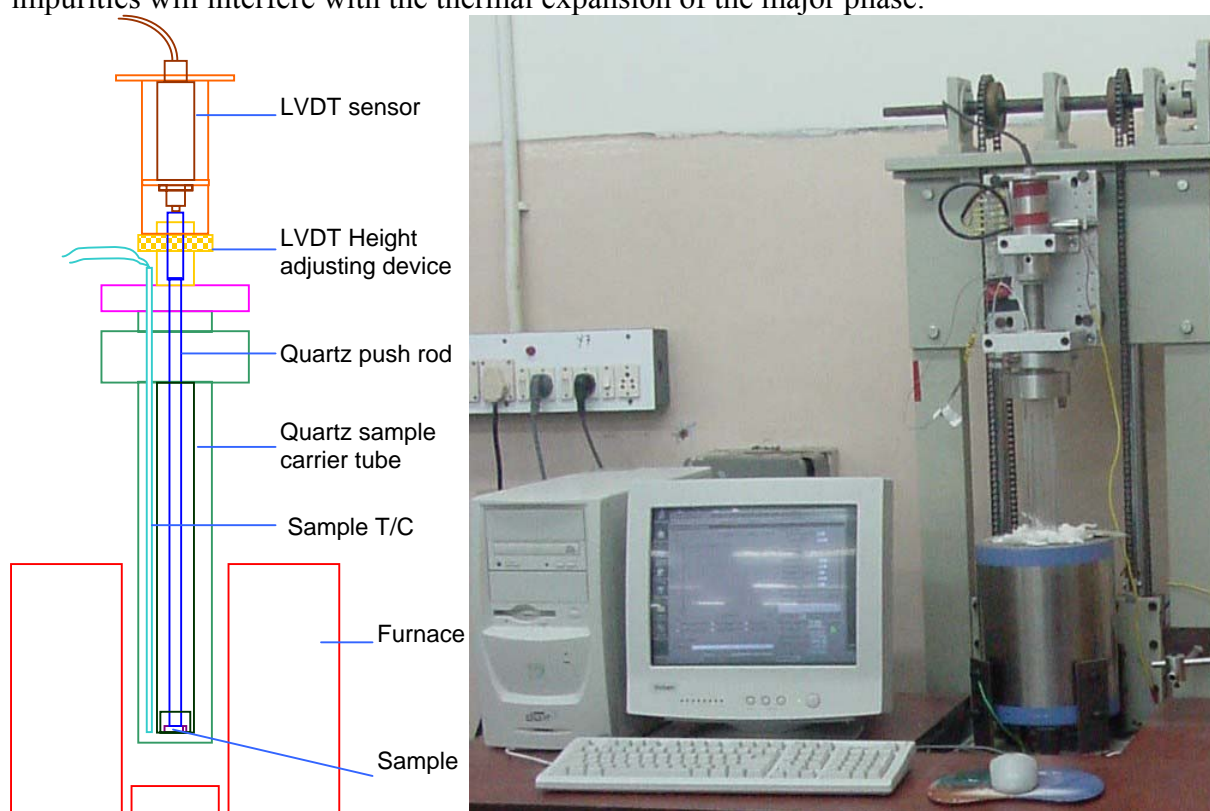 impurities will interfere with the thermal expansion of the major phase.
LVDT sensor
LVDT Height
adjusting device
Quartz push rod
Quartz sample
carrier tube
Sample T/C
Furnace
Sample
47